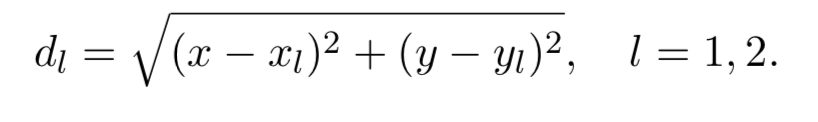 $d_l = \sqrt{(x - x_l)^2 + (y - y_l)^2}, \quad l = 1, 2.$